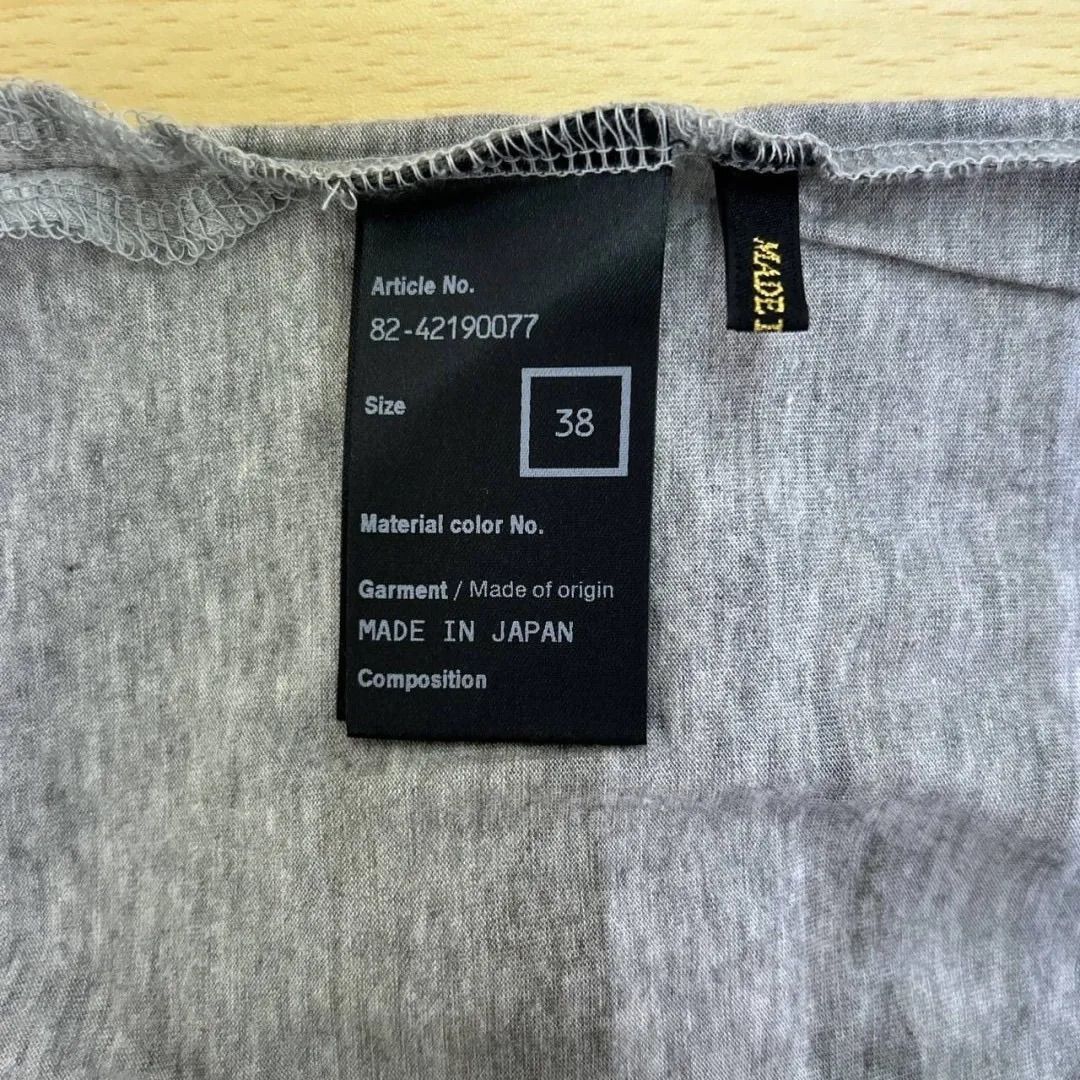 Article No.
82-42190077
Size
38
Material color No.
Garment / Made of origin
MADE IN JAPAN
Composition
MADE